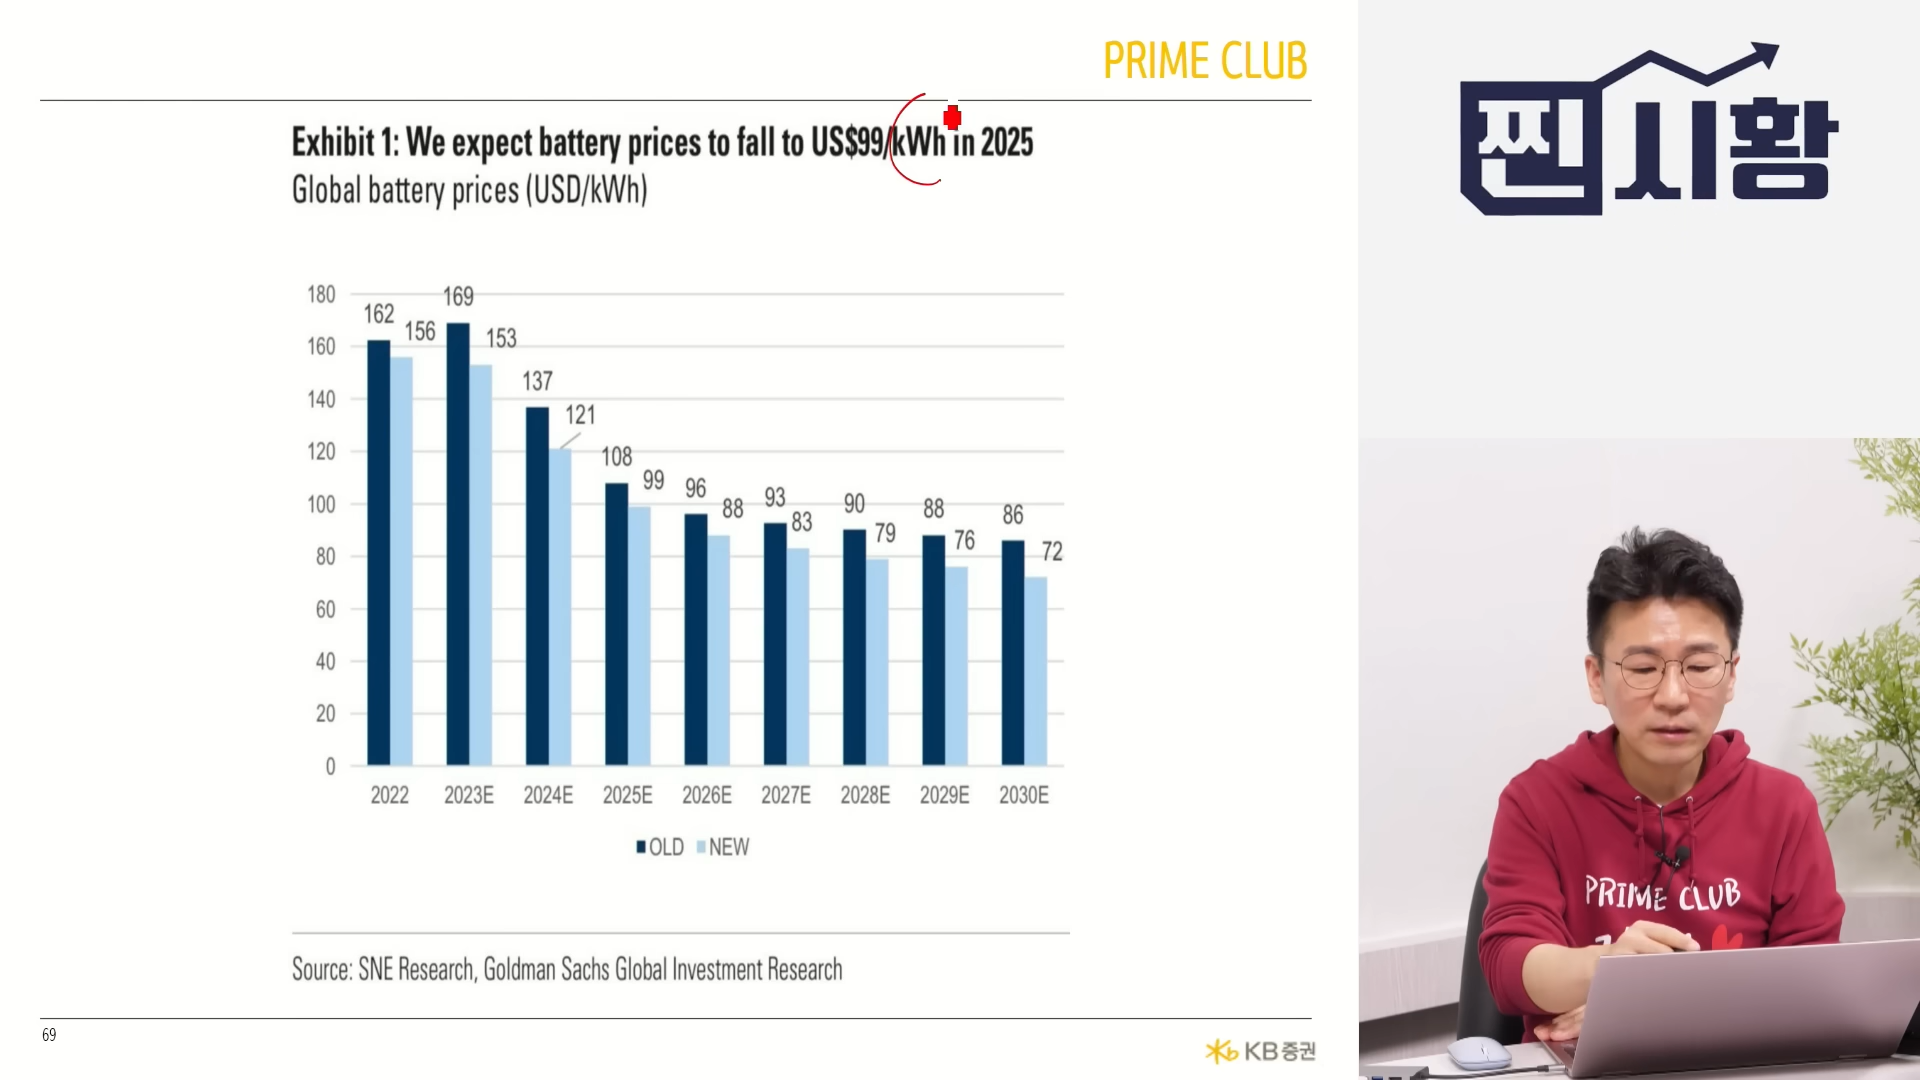 PRIME CLUB
Exhibit 1: We expect battery prices to fall to US$99/kWh in 2025
Global battery prices (USD/kWh)
180
160
140
120
100
80
60
40
20
0
162
156
169
153
137
121
108
99
96
88
93
83
90
79
88
76
86
72
2022
2023E
2024E
2025E
2026E
2027E
2028E
2029E
2030E
OLD NEW
Source: SNE Research, Goldman Sachs Global Investment Research
69
KB증권
찐시황
PRIME CLUB